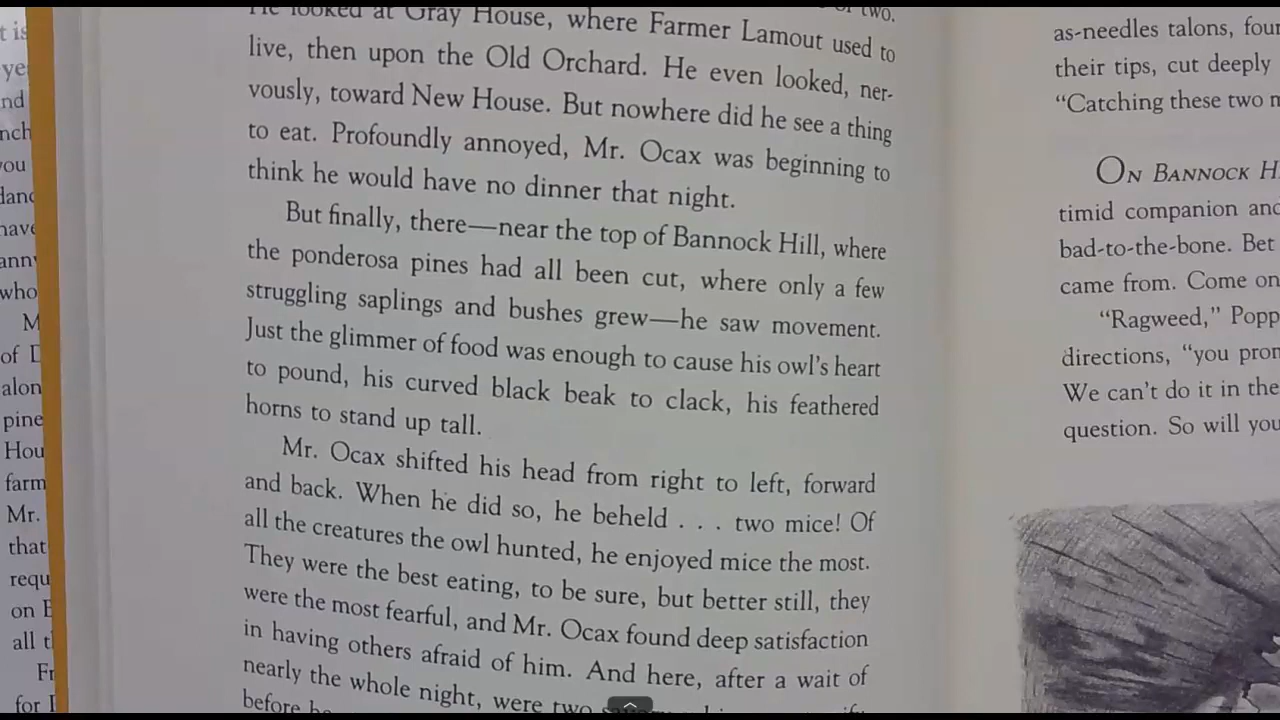 or two.
He looked at Gray House, where Farmer Lamout used to
live, then upon the Old Orchard. He even looked, ner-
vously, toward New House. But nowhere did he see a thing
to eat. Profoundly annoyed, Mr. Ocax was beginning to
think he would have no dinner that night.
But finally, there—near the top of Bannock Hill, where
the ponderosa pines had all been cut, where only a few
struggling saplings and bushes grew—he saw movement.
Just the glimmer of food was enough to cause his owl's heart
to pound, his curved black beak to clack, his feathered
horns to stand up tall.
Mr. Ocax shifted his head from right to left, forward
and back. When he did so, he beheld . . . two mice! Of
all the creatures the owl hunted, he enjoyed mice the most.
They were the best eating, to be sure, but better still, they
were the most fearful, and Mr. Ocax found deep satisfaction
in having others afraid of him. And here, after a wait of
nearly the whole night, were two
before he
as-needles talons, four
their tips, cut deeply
“Catching these two m
ON BANNOCK H
timid companion and
bad-to-the-bone. Bet
came from. Come on
“Ragweed,” Popp
directions, “you pron
We can't do it in the
question. So will you